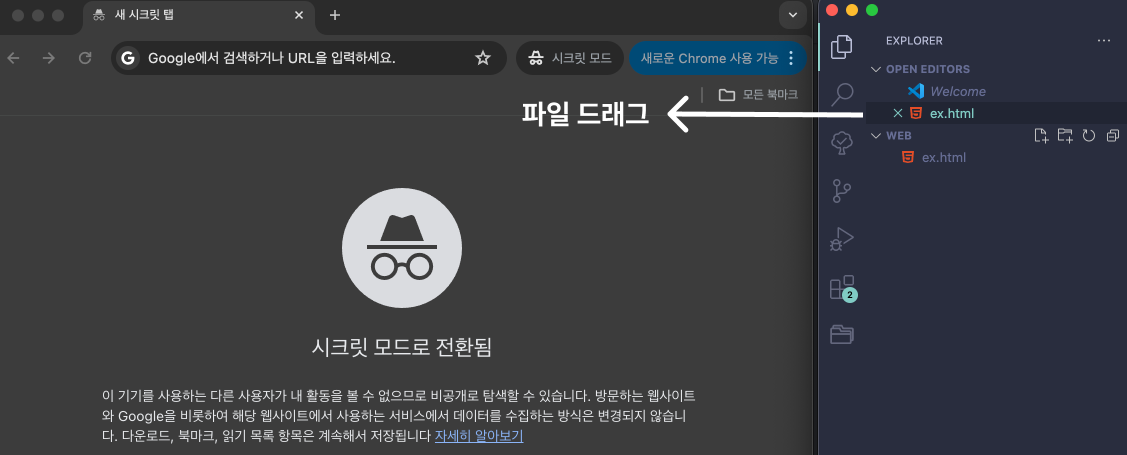 새 시크릿 탭
Google에서 검색하거나 URL을 입력하세요.
시크릿 모드
새로운 Chrome 사용 가능
모든 북마크
파일 드래그
시크릿 모드로 전환됨
이 기기를 사용하는 다른 사용자가 내 활동을 볼 수 없으므로 비공개로 탐색할 수 있습니다. 방문하는 웹사이트
와 Google을 비롯하여 해당 웹사이트에서 사용하는 서비스에서 데이터를 수집하는 방식은 변경되지 않습니
다. 다운로드, 북마크, 읽기 목록 항목은 계속해서 저장됩니다 자세히 알아보기
EXPLORER
OPEN EDITORS
Welcome
ex.html
WEB
ex.html
2